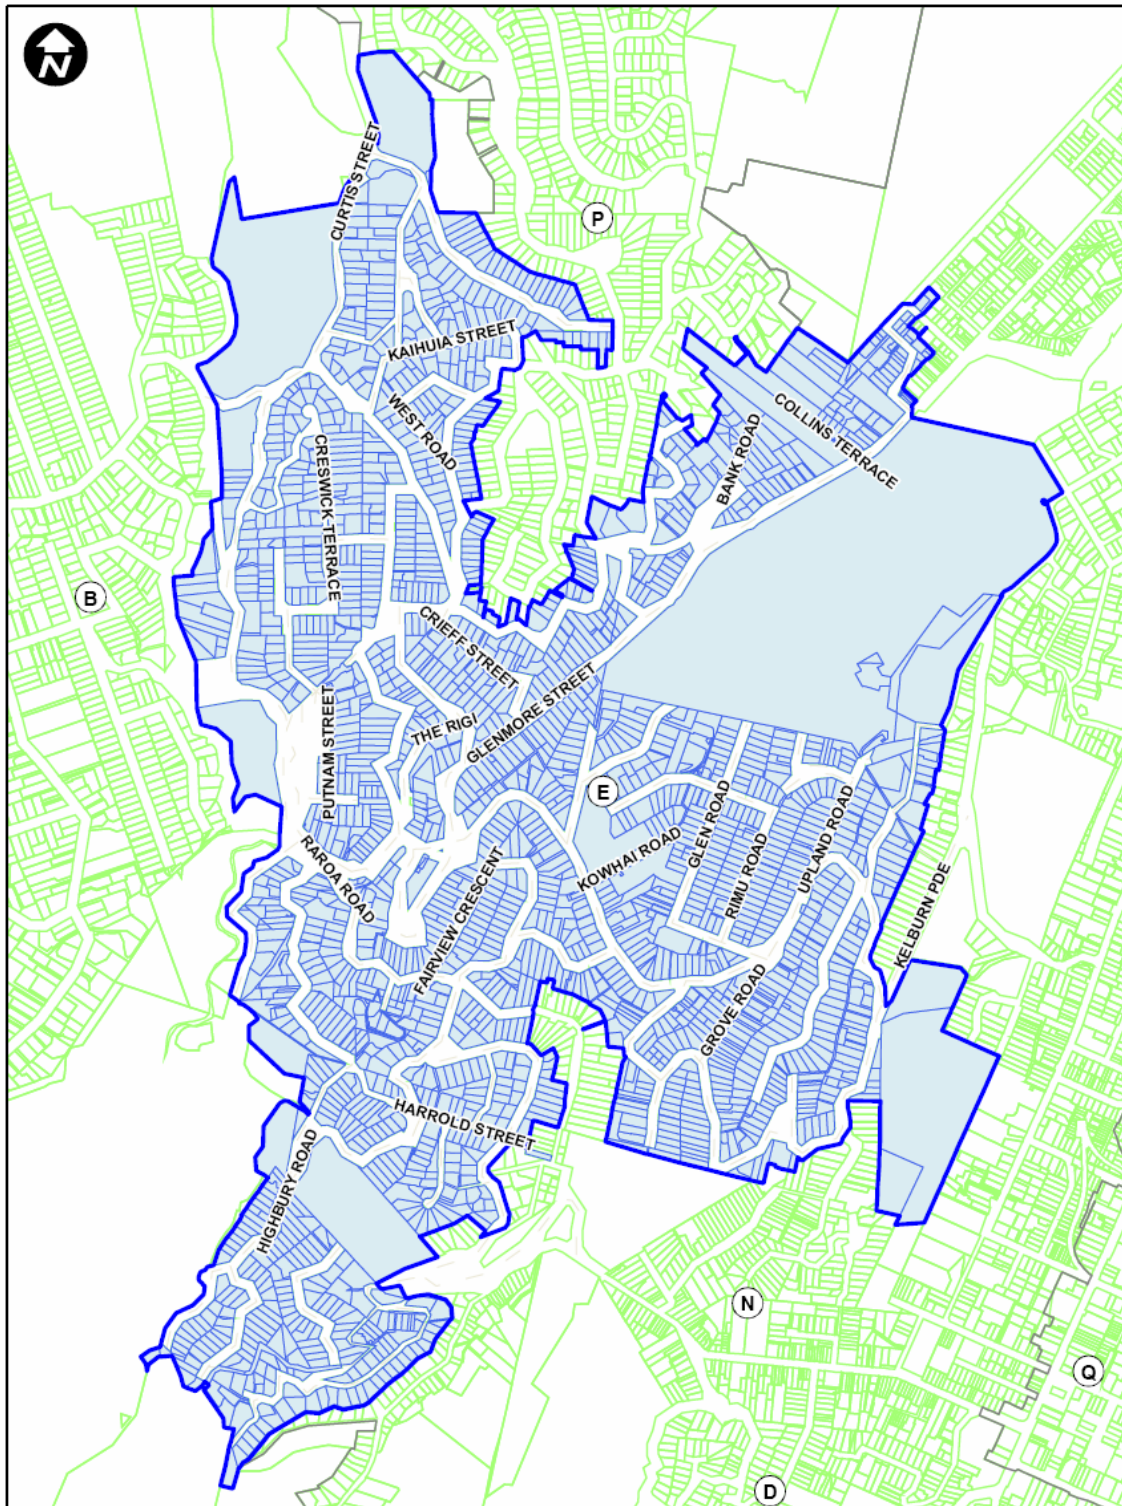 N
CURTIS STREET
P
KAIHUIA STREET
WEST ROAD
COLLINS TERRACE
BANK ROAD
CRESWICK TERRACE
B
CRIEFF STREET
GLENMORE STREET
THE RIGI
PUTNAM STREET
E
GLEN ROAD
UPLAND ROAD
KOWHAI ROAD
RIMU ROAD
RAROA ROAD
FAIRVIEW CRESCENT
KELBURN PDE
GROVE ROAD
HARROLD STREET
HIGHBURY ROAD
N
Q
D